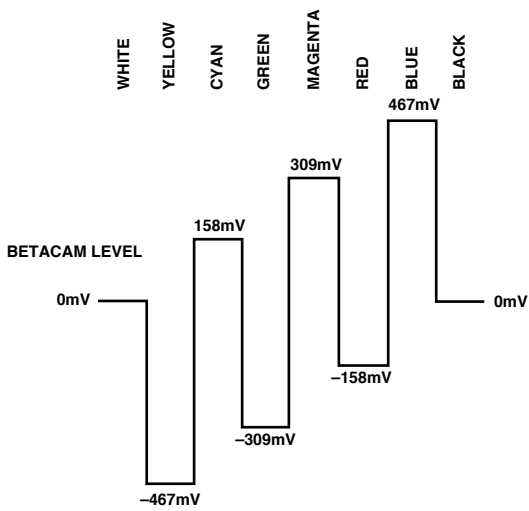 WHITE
YELLOW
CYAN
GREEN
MAGENTA
RED
BLUE
BLACK
467mV
309mV
158mV
BETACAM LEVEL
0mV
0mV
–158mV
–309mV
–467mV